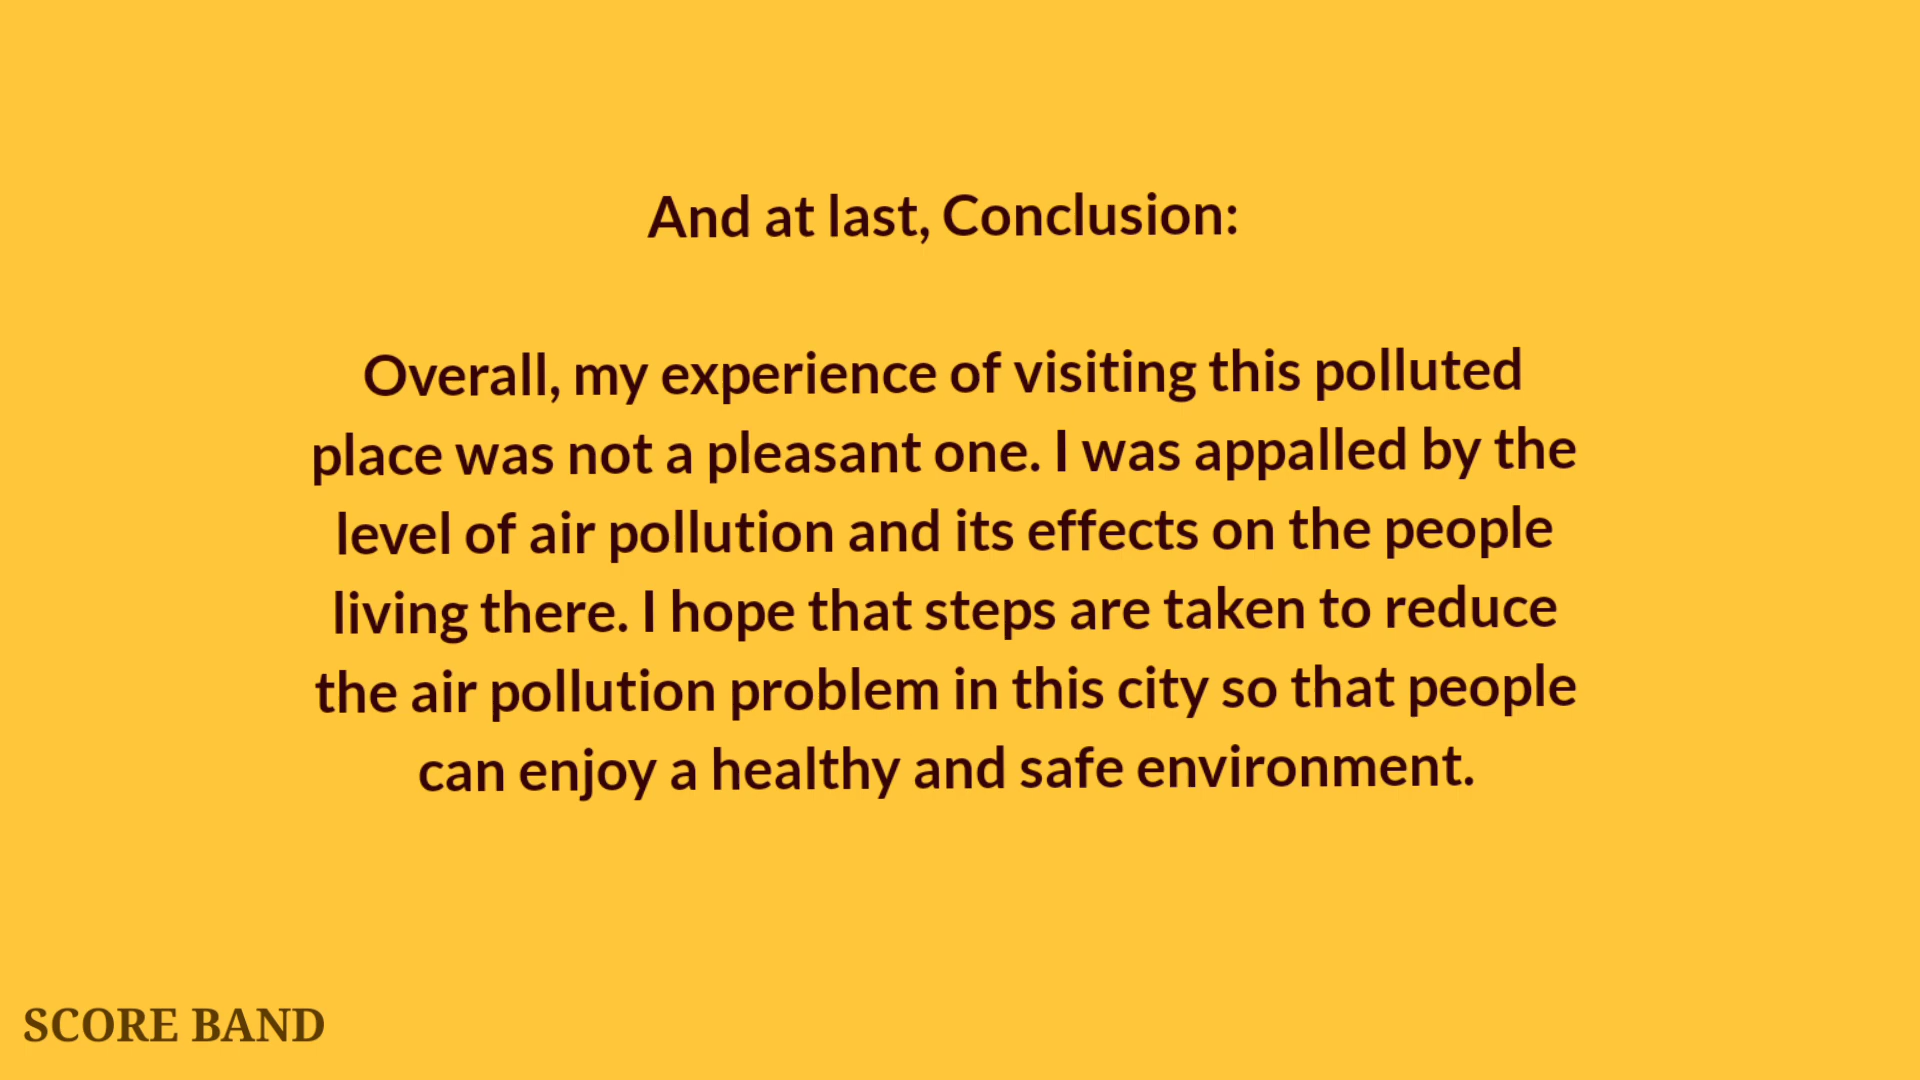 And at last, Conclusion:
Overall, my experience of visiting this polluted
place was not a pleasant one. I was appalled by the
level of air pollution and its effects on the people
living there. I hope that steps are taken to reduce
the air pollution problem in this city so that people
can enjoy a healthy and safe environment.
SCORE BAND